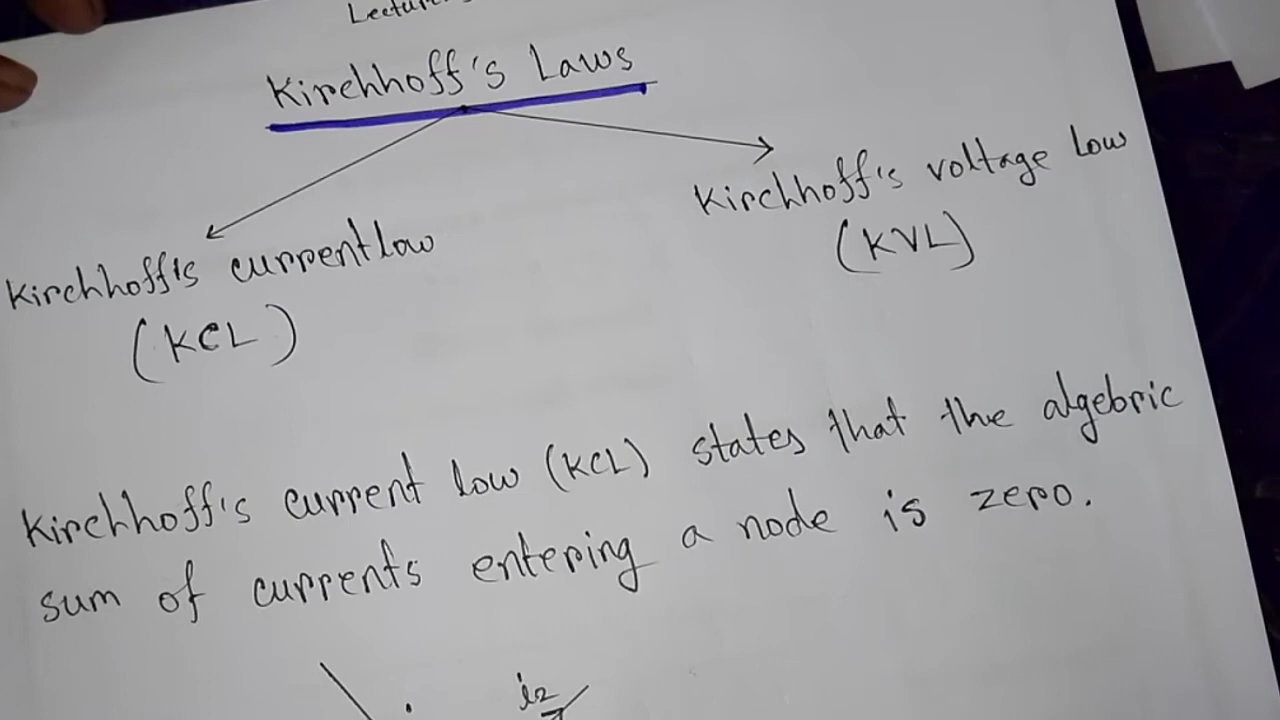 Lecture
Kirchhoff's Laws
Kirchhoff's voltage low
(KVL)
Kirchhoff's current low
(KCL)
Kirchhoff's current low (KCL) states that the algebric
sum of currents entering a node is zero.
i2